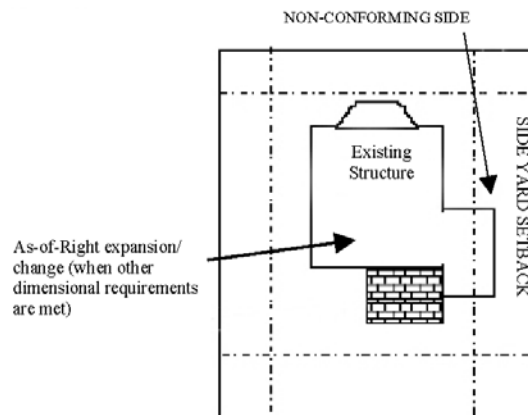 NON-CONFORMING SIDE
Existing
Structure
SIDE YARD SETBACK
As-of-Right expansion/
change (when other
dimensional requirements
are met)